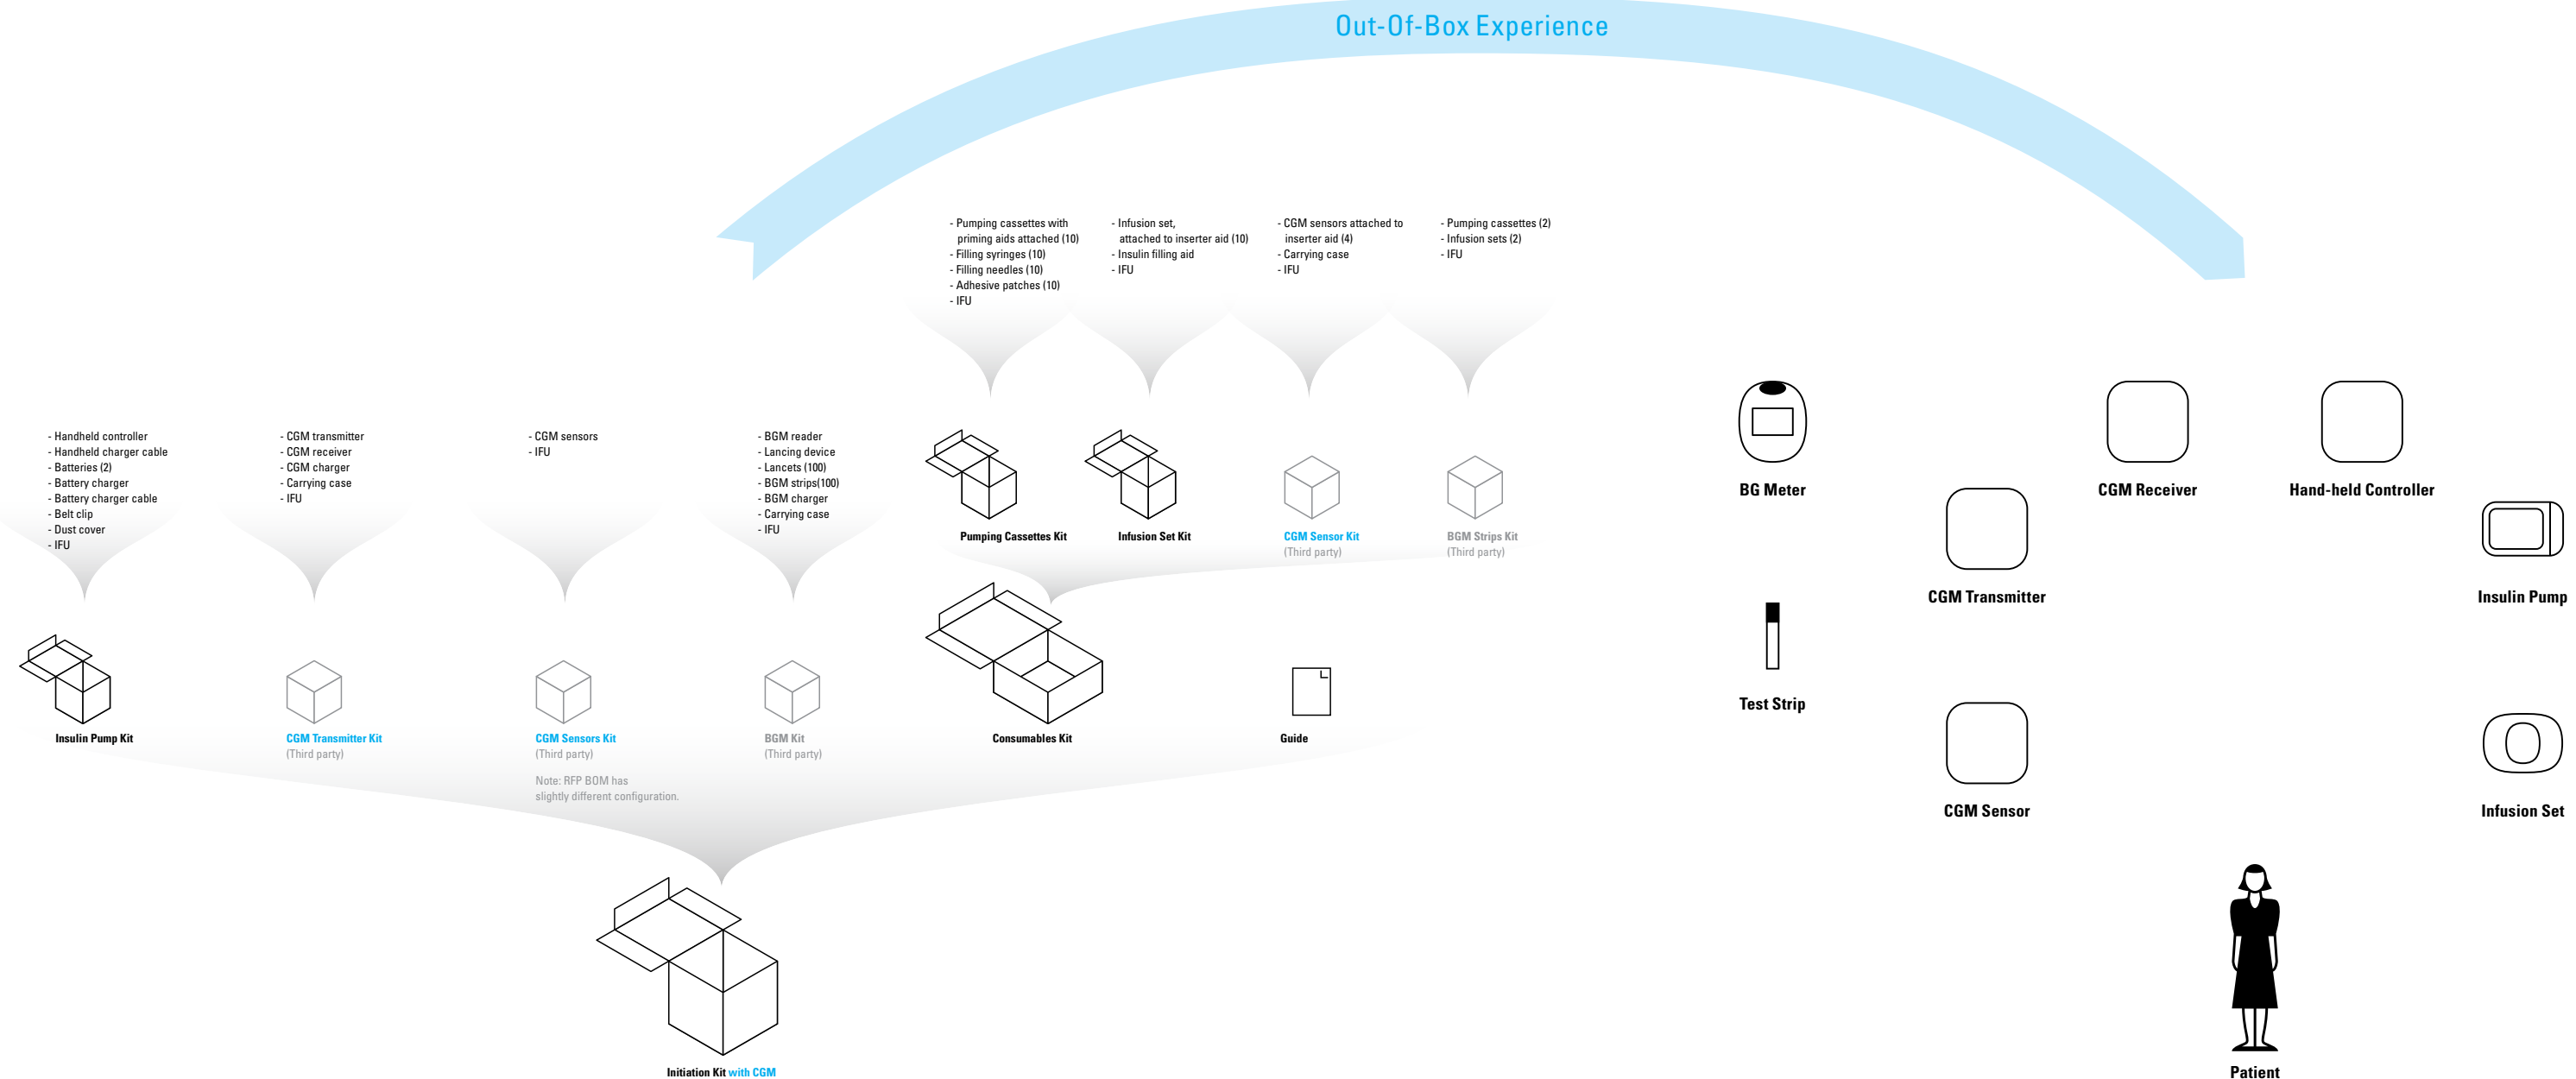 Out-Of-Box Experience
- Pumping cassettes with
priming aids attached (10)
- Filling syringes (10)
- Filling needles (10)
- Adhesive patches (10)
- IFU
- Infusion set,
attached to inserter aid (10)
- Insulin filling aid
- IFU
- CGM sensors attached to
inserter aid (4)
- Carrying case
- IFU
- Pumping cassettes (2)
- Infusion sets (2)
- IFU
- Handheld controller
- Handheld charger cable
- Batteries (2)
- Battery charger
- Battery charger cable
- Belt clip
- Dust cover
- IFU
- CGM transmitter
- CGM receiver
- CGM charger
- Carrying case
- IFU
- CGM sensors
- IFU
- BGM reader
- Lancing device
- Lancets (100)
- BGM strips(100)
- BGM charger
- Carrying case
- IFU
Pumping Cassettes Kit
Infusion Set Kit
CGM Sensor Kit
(Third party)
BGM Strips Kit
(Third party)
Insulin Pump Kit
CGM Transmitter Kit
(Third party)
CGM Sensors Kit
(Third party)
Note: RFP BOM has
slightly different configuration.
BGM Kit
(Third party)
Consumables Kit
Guide
Initiation Kit with CGM
BG Meter
CGM Receiver
Hand-held Controller
CGM Transmitter
Insulin Pump
Test Strip
CGM Sensor
Infusion Set
Patient